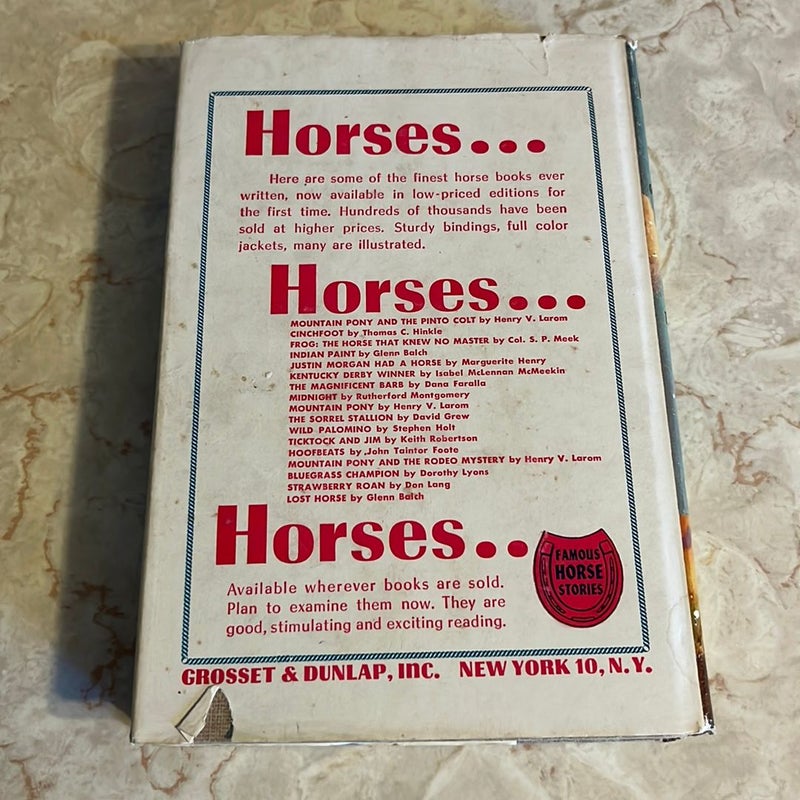 Horses...
Here are some of the finest horse books ever
written, now available in low-priced editions for
the first time. Hundreds of thousands have been
sold at higher prices. Sturdy bindings, full color
jackets, many are illustrated.
Horses...
MOUNTAIN PONY AND THE PINTO COLT by Henry V. Larom
CINCHFOOT by Thomas C. Hinkle
FROG: THE HORSE THAT KNEW NO MASTER by Col. S. P. Meek
INDIAN PAINT by Glenn Balch
JUSTIN MORGAN HAD A HORSE by Marguerite Henry
KENTUCKY DERBY WINNER by Isabel McLennan McMeekin
THE MAGNIFICENT BARB by Dana Faralla
MIDNIGHT by Rutherford Montgomery
MOUNTAIN PONY by Henry V. Larom
THE SORREL STALLION by David Grew
WILD PALOMINO by Stephen Holt
TICKTOCK AND JIM by Keith Robertson
HOOFBEATS by John Taintor Foote
MOUNTAIN PONY AND THE RODEO MYSTERY by Henry V. Larom
BLUEGRASS CHAMPION by Dorothy Lyons
STRAWBERRY ROAN by Don Lang
LOST HORSE by Glenn Balch
Horses..
FAMOUS
HORSE
STORIES
Available wherever books are sold.
Plan to examine them now. They are
good, stimulating and exciting reading.
GROSSET & DUNLAP, INC. NEW YORK 10, N.Y.